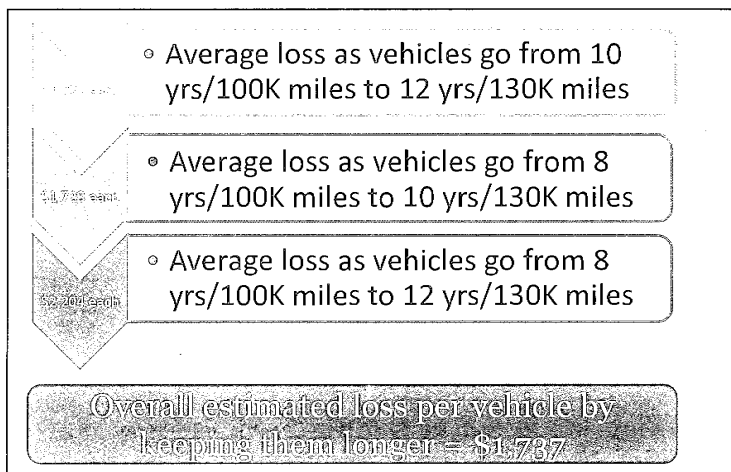 ◦ Average loss as vehicles go from 10
yrs/100K miles to 12 yrs/130K miles
• Average loss as vehicles go from 8
yrs/100K miles to 10 yrs/130K miles
each
◦ Average loss as vehicles go from 8
yrs/100K miles to 12 yrs/130K miles
$2,204 each
Overall estimated loss per vehicle by
keeping them longer = $1,737